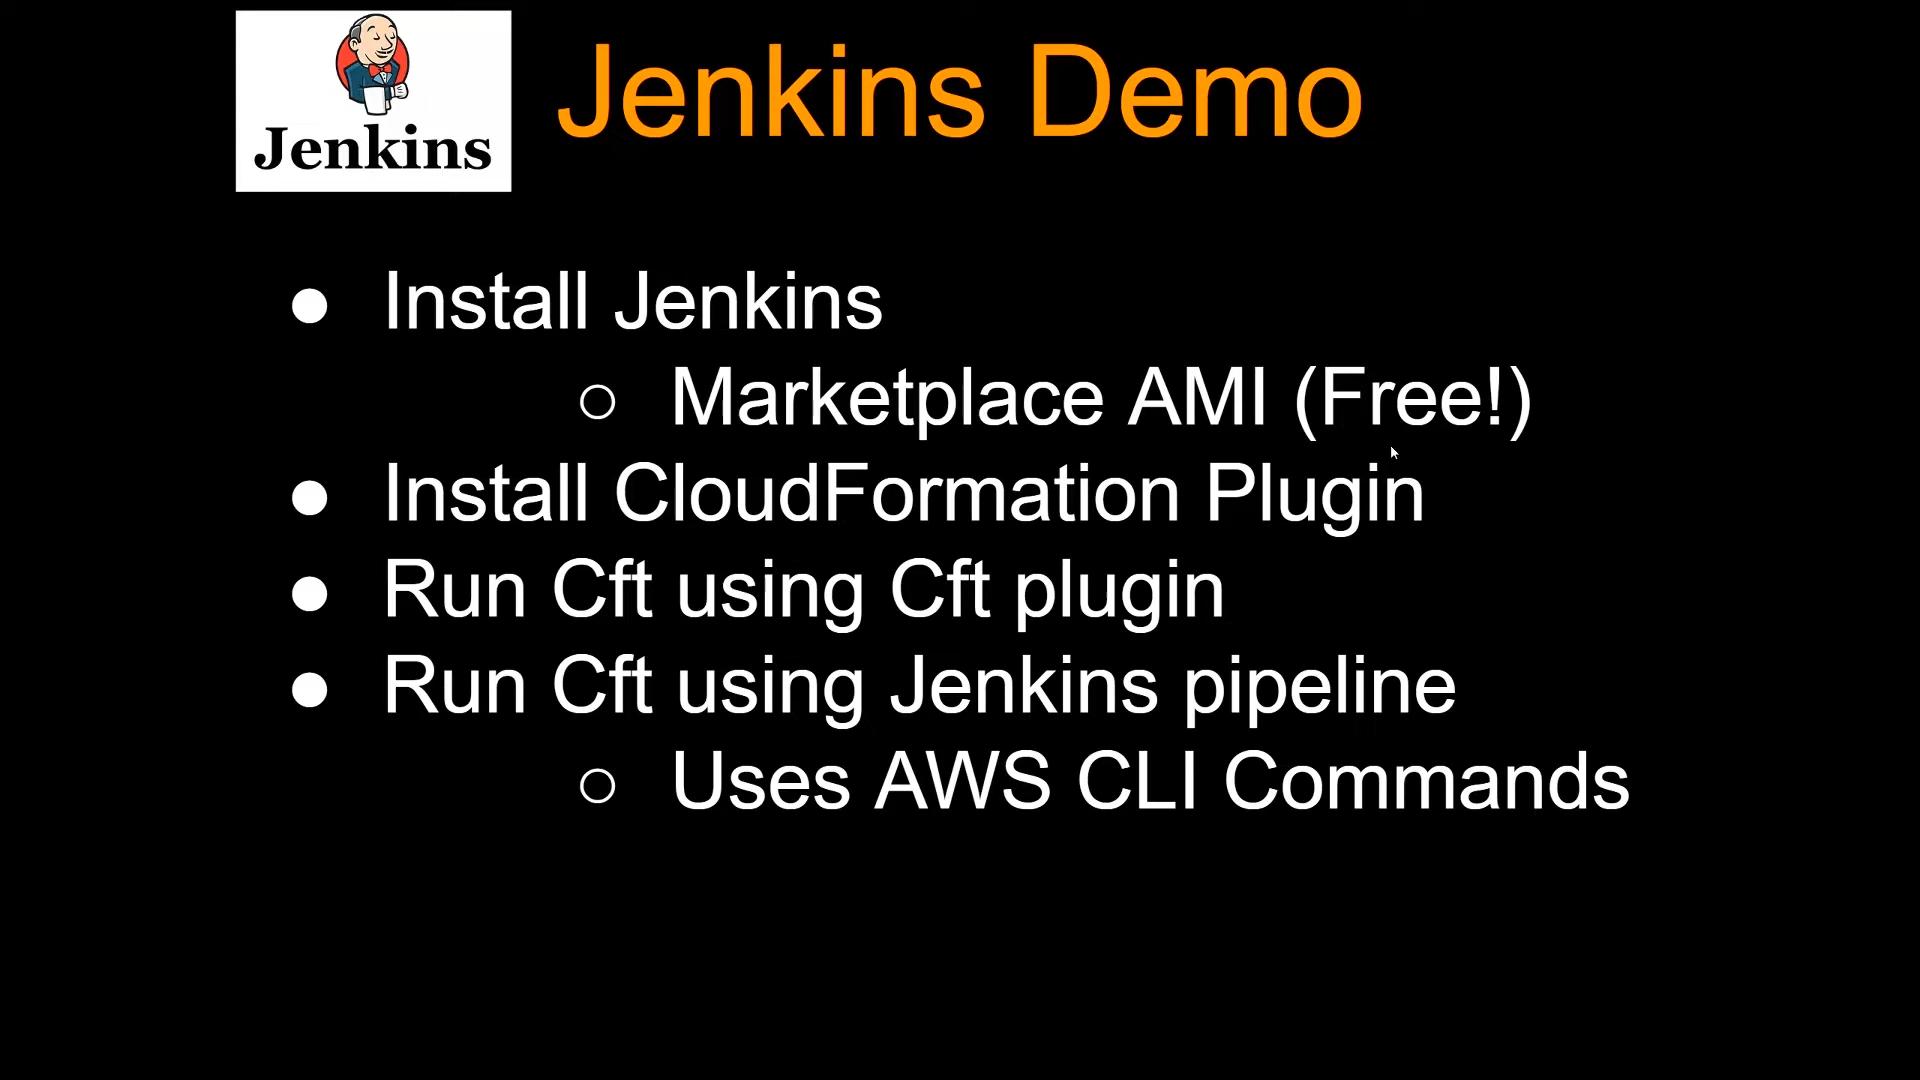 Jenkins
Jenkins Demo
● Install Jenkins
○ Marketplace AMI (Free!)
● Install CloudFormation Plugin
● Run Cft using Cft plugin
● Run Cft using Jenkins pipeline
○ Uses AWS CLI Commands